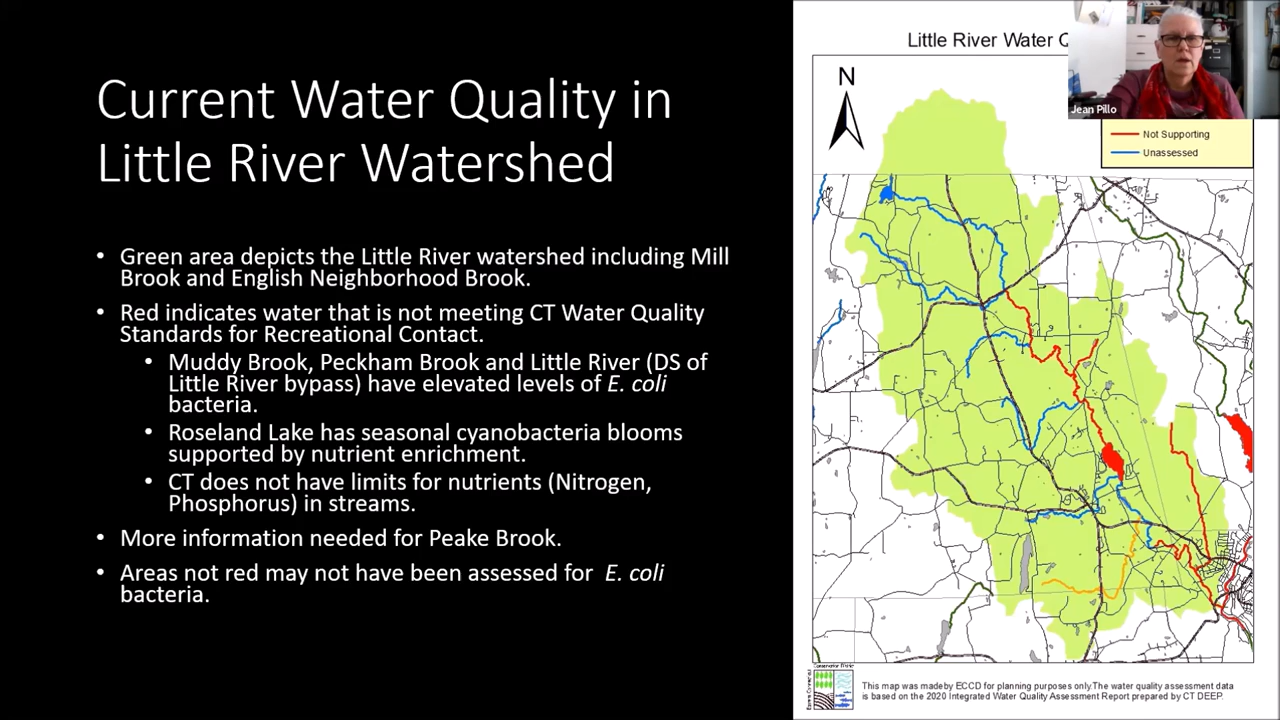 Current Water Quality in
Little River Watershed
• Green area depicts the Little River watershed including Mill
Brook and English Neighborhood Brook.
• Red indicates water that is not meeting CT Water Quality
Standards for Recreational Contact.
• Muddy Brook, Peckham Brook and Little River (DS of
Little River bypass) have elevated levels of E. coli
bacteria.
• Roseland Lake has seasonal cyanobacteria blooms
supported by nutrient enrichment.
• CT does not have limits for nutrients (Nitrogen,
Phosphorus) in streams.
• More information needed for Peake Brook.
• Areas not red may not have been assessed for E. coli
bacteria.
Little River Water Q
N
Jean Pillo
Not Supporting
Unassessed
This map was madeby ECCD for planning purposes only.The water quality assessment data
is based on the 2020 Integrated Water Quality Assessment Report prepared by CT DEEP.